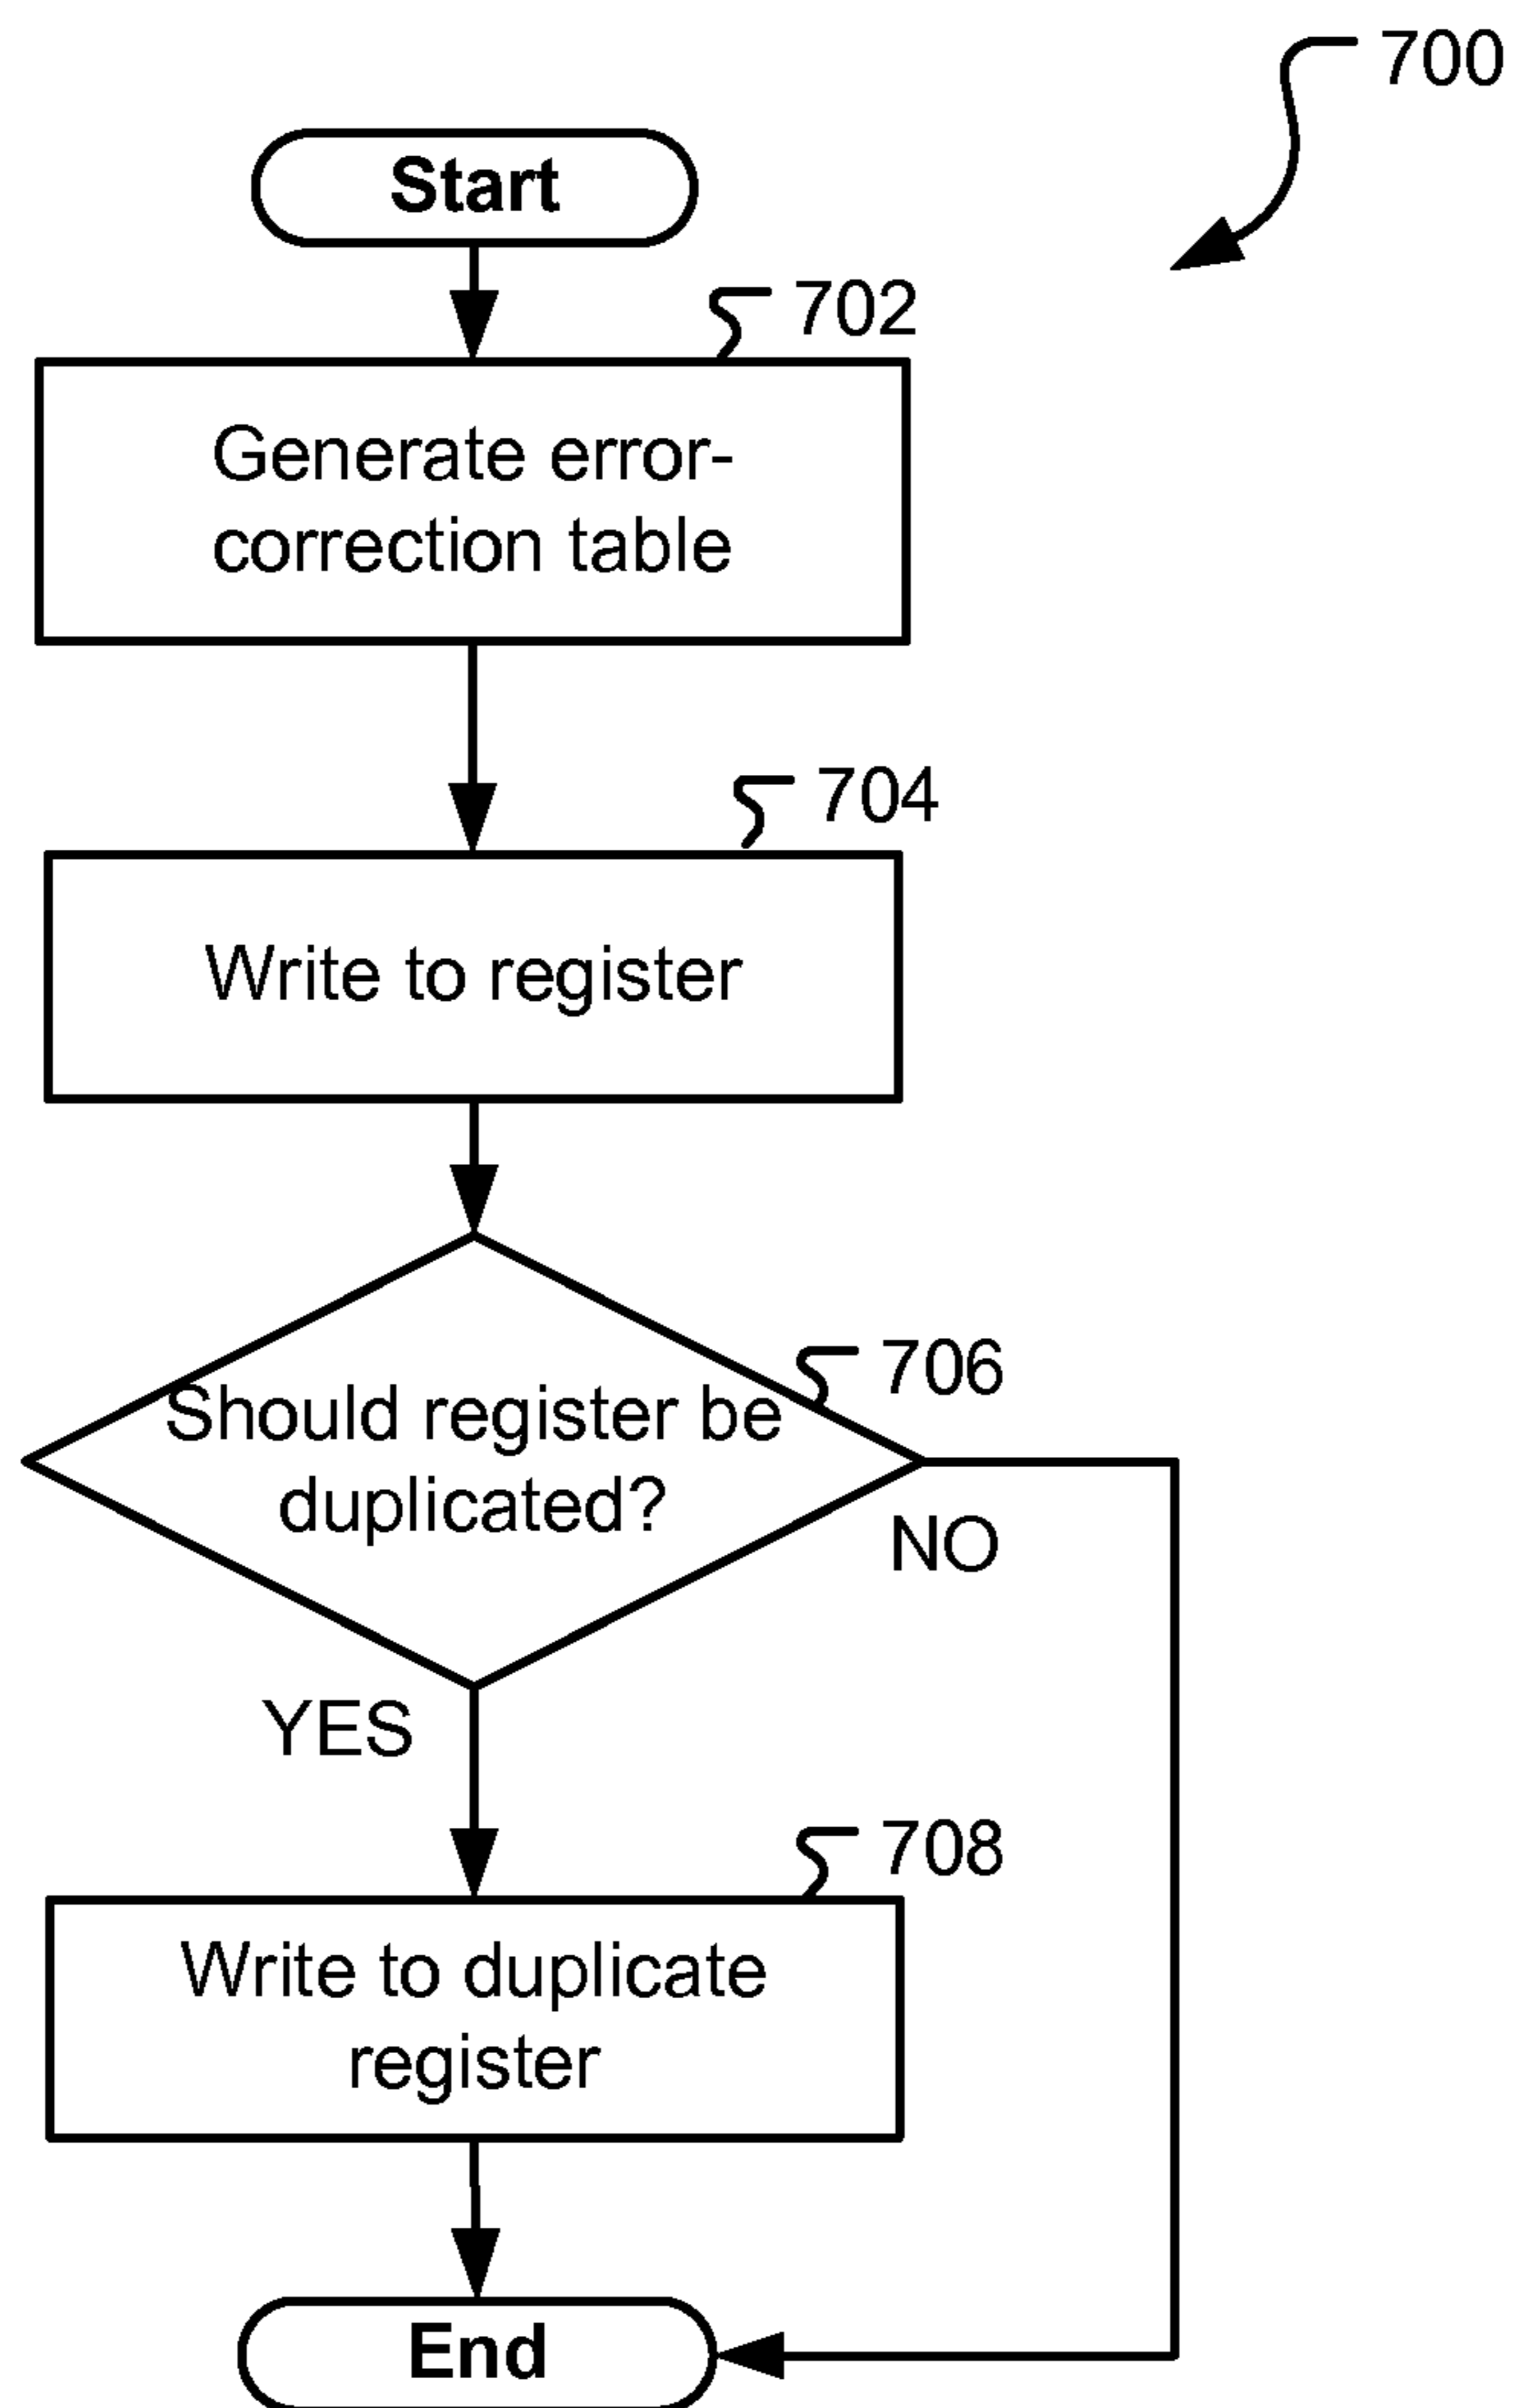 700
Start
702
Generate error-
correction table
704
Write to register
706
Should register be
duplicated?
NO
YES
708
Write to duplicate
register
End